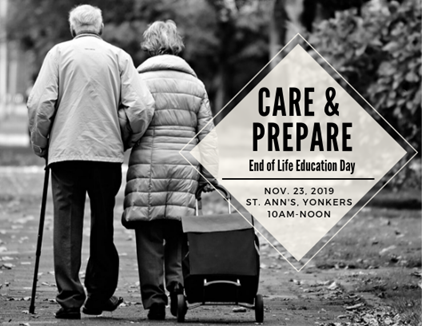 CARE &
PREPARE
End of Life Education Day
NOV. 23, 2019
ST. ANN'S, YONKERS
10AM-NOON